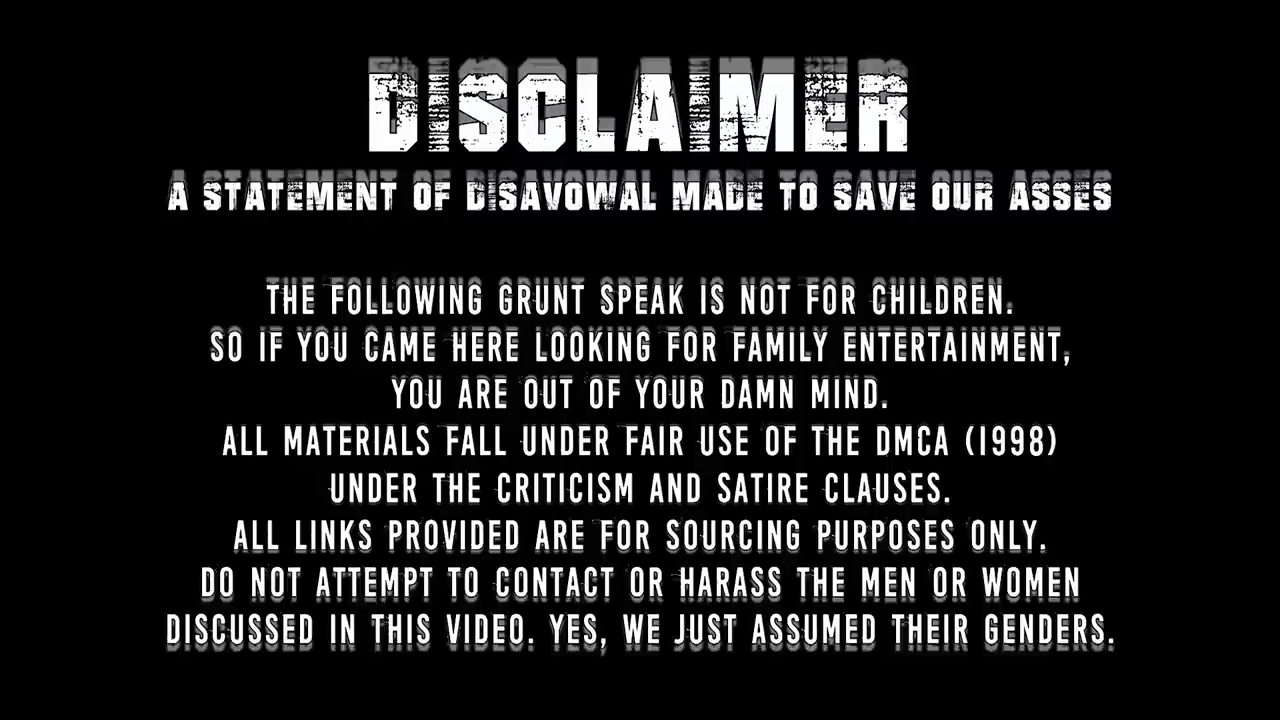 DISCLAIMER
A STATEMENT OF DISAVOWAL MADE TO SAVE OUR ASSES
THE FOLLOWING GRUNT SPEAK IS NOT FOR CHILDREN.
SO IF YOU CAME HERE LOOKING FOR FAMILY ENTERTAINMENT,
YOU ARE OUT OF YOUR DAMN MIND.
ALL MATERIALS FALL UNDER FAIR USE OF THE DMCA (1998)
UNDER THE CRITICISM AND SATIRE CLAUSES.
ALL LINKS PROVIDED ARE FOR SOURCING PURPOSES ONLY.
DO NOT ATTEMPT TO CONTACT OR HARASS THE MEN OR WOMEN
DISCUSSED IN THIS VIDEO. YES, WE JUST ASSUMED THEIR GENDERS.